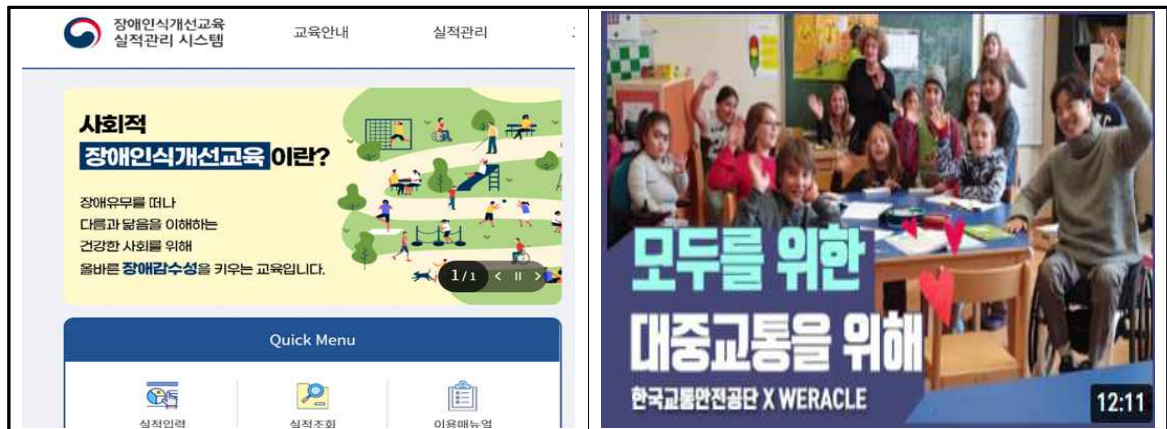 장애인식개선교육
실적관리 시스템
교육안내
실적관리
사회적
장애인식개선교육이란?
장애유무를 떠나
다름과 닮음을 이해하는
건강한 사회를 위해
올바른 장애감수성을 키우는 교육입니다.
1/1
Quick Menu
실적입력
실적조회
이용매뉴얼
모두를 위한
대중교통을 위해
한국교통안전공단 X WERACLE
12:11